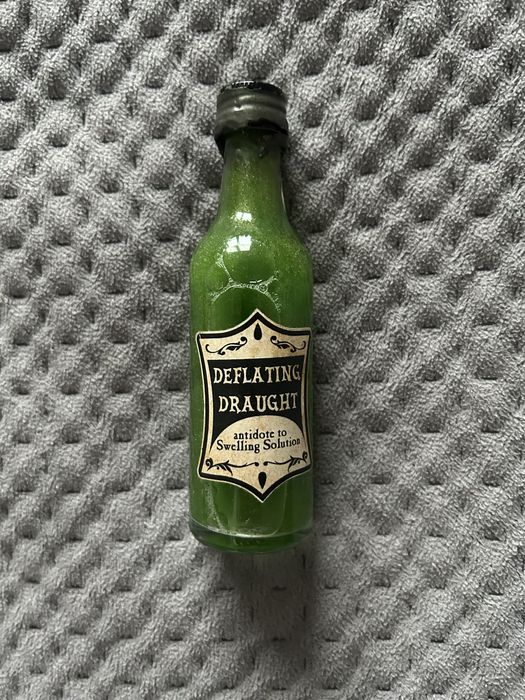 DEFLATING
DRAUGHT
antidote to
Swelling Solution